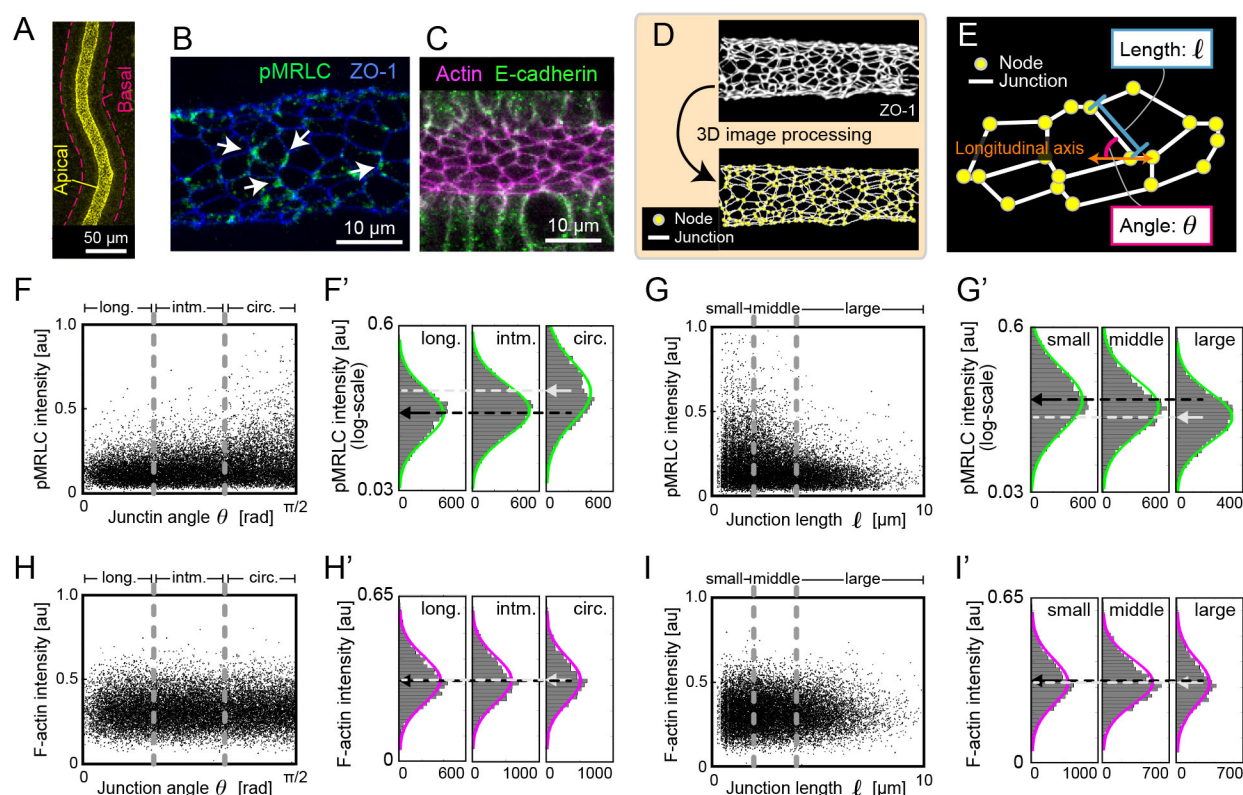 A
Apical
Basal
50 µm
B
pMRLC ZO-1
10 µm
C
Actin E-cadherin
10 µm
D
ZO-1
3D image processing
Node
Junction
E
Node
Junction
Length: ℓ
Longitudinal axis
Angle: θ
F
long. intm. circ.
1.0
0.5
0
pMRLC intensity [au]
0 π/2
Junctin angle θ [rad]
F’
0.6
0.03
pMRLC intensity [au]
(log-scale)
long. intm. circ.
0 600 0 600 0 600
G
small middle large
1.0
0.5
0
pMRLC intensity [au]
0 10
Junction length ℓ [µm]
G’
0.6
0.03
pMRLC intensity [au]
(log-scale)
small middle large
0 600 0 600 0 400
H
long. intm. circ.
1.0
0.5
0
F-actin intensity [au]
0 π/2
Junction angle θ [rad]
H’
0.65
0
F-actin intensity [au]
long. intm. circ.
0 600 0 1000 0 1000
I
small middle large
1.0
0.5
0
F-actin intensity [au]
0 10
Junction length ℓ [µm]
I’
0.65
0
F-actin intensity [au]
small middle large
0 1000 0 700 0 700